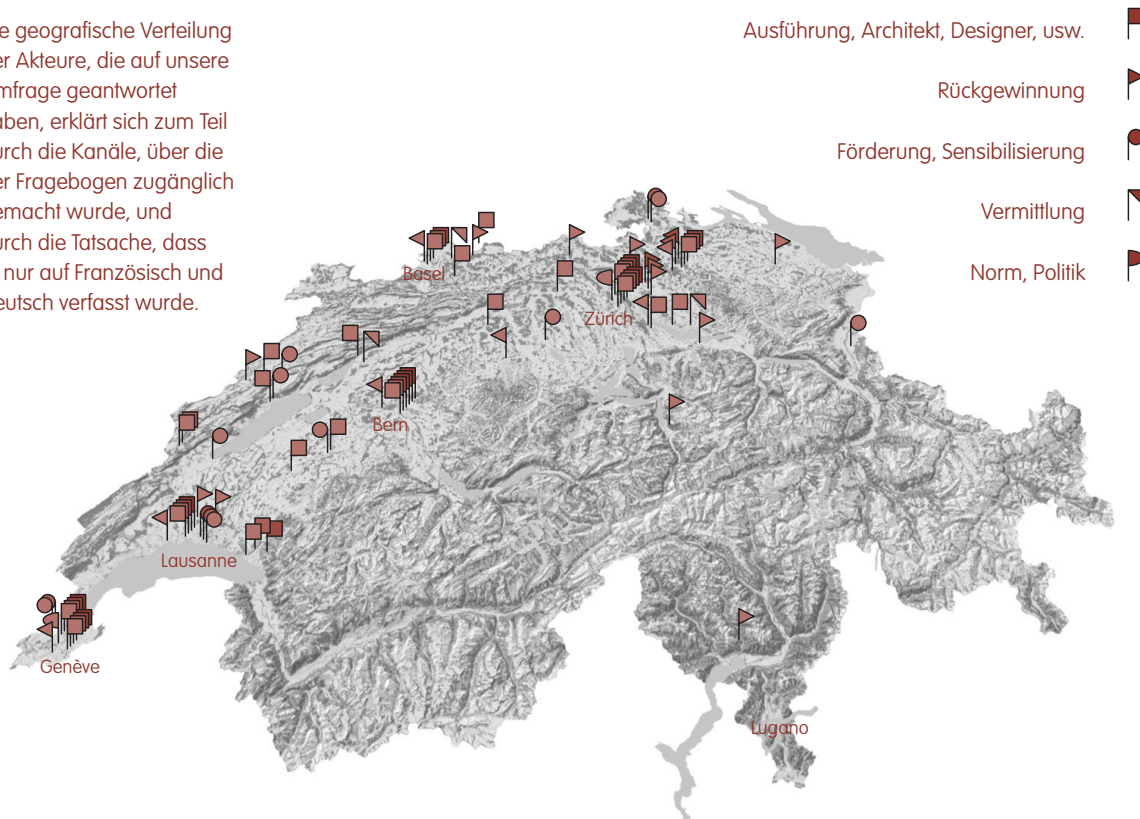 e geografische Verteilung
er Akteure, die auf unsere
mfrage geantwortet
aben, erklärt sich zum Teil
urch die Kanäle, über die
er Fragebogen zugänglich
emacht wurde, und
urch die Tatsache, dass
nur auf Französisch und
eutsch verfasst wurde.
Ausführung, Architekt, Designer, usw.
Rückgewinnung
Förderung, Sensibilisierung
Vermittlung
Norm, Politik
Basel
Zürich
Bern
Lausanne
Genève
Lugano